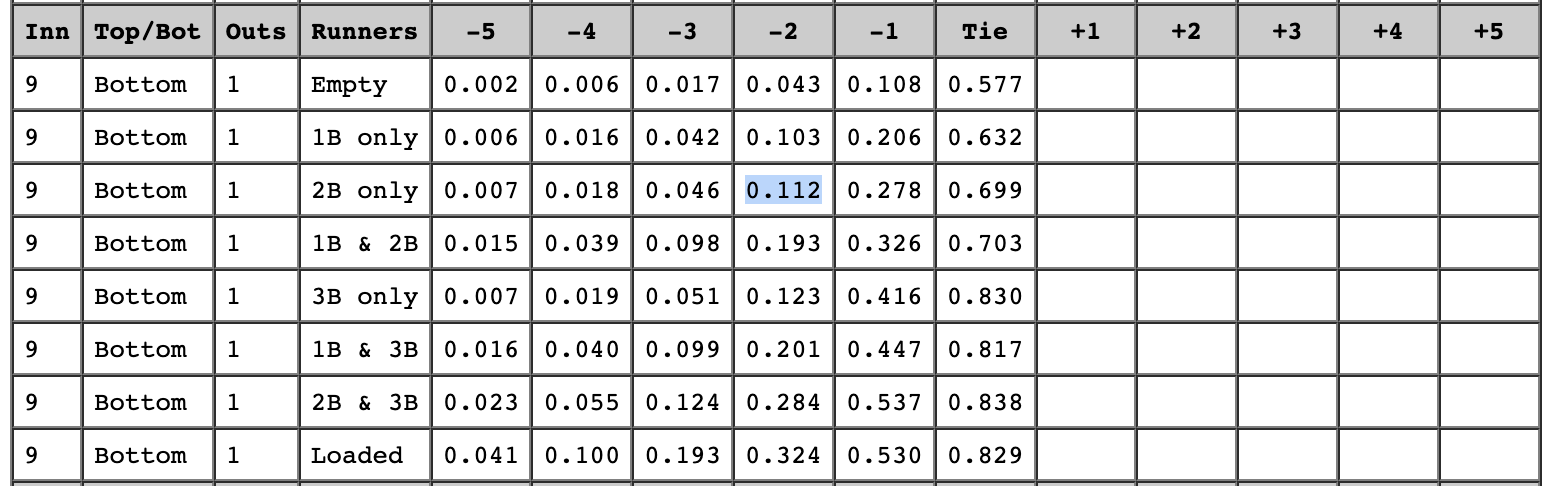 Inn Top/Bot Outs Runners -5 -4 -3 -2 -1 Tie +1 +2 +3 +4 +5
9 Bottom 1 Empty 0.002 0.006 0.017 0.043 0.108 0.577
9 Bottom 1 1B only 0.006 0.016 0.042 0.103 0.206 0.632
9 Bottom 1 2B only 0.007 0.018 0.046 0.112 0.278 0.699
9 Bottom 1 1B & 2B 0.015 0.039 0.098 0.193 0.326 0.703
9 Bottom 1 3B only 0.007 0.019 0.051 0.123 0.416 0.830
9 Bottom 1 1B & 3B 0.016 0.040 0.099 0.201 0.447 0.817
9 Bottom 1 2B & 3B 0.023 0.055 0.124 0.284 0.537 0.838
9 Bottom 1 Loaded 0.041 0.100 0.193 0.324 0.530 0.829